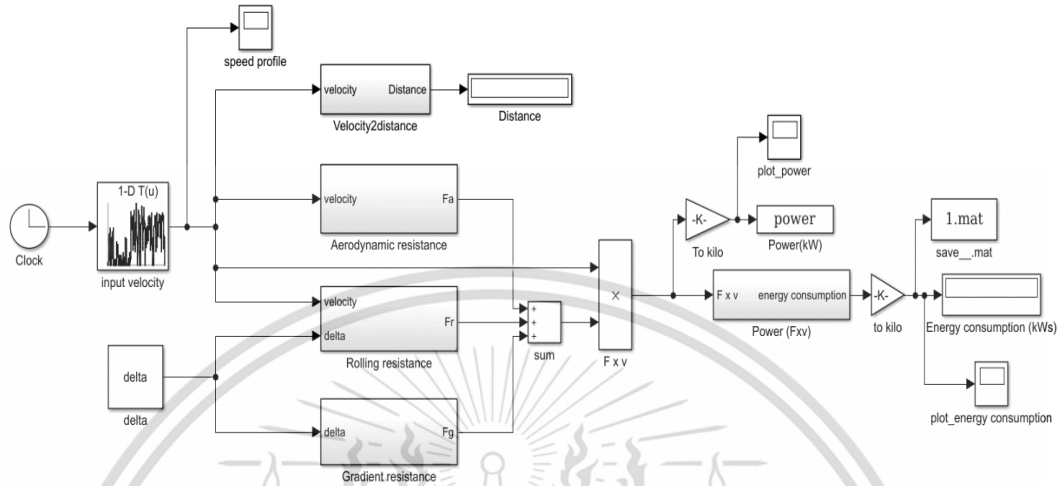 speed profile
velocity
Distance
Velocity2distance
Distance
plot_power
1-D T(u)
velocity
Fa
Aerodynamic resistance
-K-
To kilo
power
Power(kW)
1.mat
save__.mat
Clock
input velocity
velocity
delta
Fr
Rolling resistance
+
+
+
sum
×
F x v
F x v
energy consumption
Power (Fxv)
-K-
to kilo
Energy consumption (kWs)
delta
delta
delta
Fg
Gradient resistance
plot_energy consumption